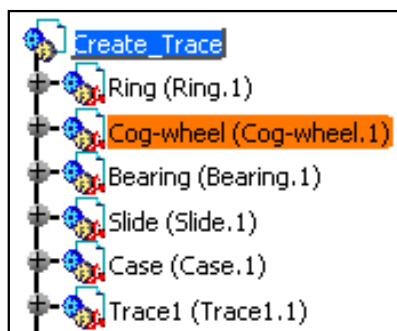 Create_Trace
Ring (Ring.1)
Cog-wheel (Cog-wheel.1)
Bearing (Bearing.1)
Slide (Slide.1)
Case (Case.1)
Trace1 (Trace1.1)